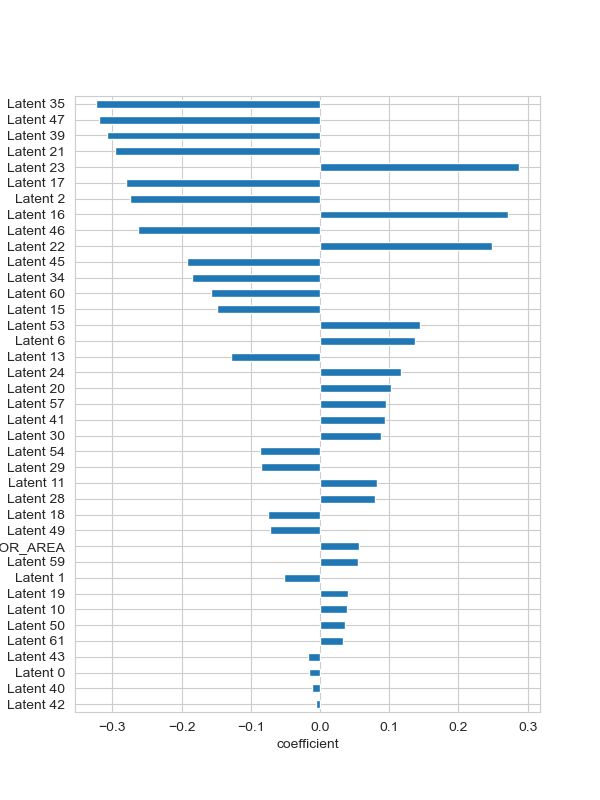 Latent 35
Latent 47
Latent 39
Latent 21
Latent 23
Latent 17
Latent 2
Latent 16
Latent 46
Latent 22
Latent 45
Latent 34
Latent 60
Latent 15
Latent 53
Latent 6
Latent 13
Latent 24
Latent 20
Latent 57
Latent 41
Latent 30
Latent 54
Latent 29
Latent 11
Latent 28
Latent 18
Latent 49
OR_AREA
Latent 59
Latent 1
Latent 19
Latent 10
Latent 50
Latent 61
Latent 43
Latent 0
Latent 40
Latent 42
−0.3 −0.2 −0.1 0.0 0.1 0.2 0.3
coefficient